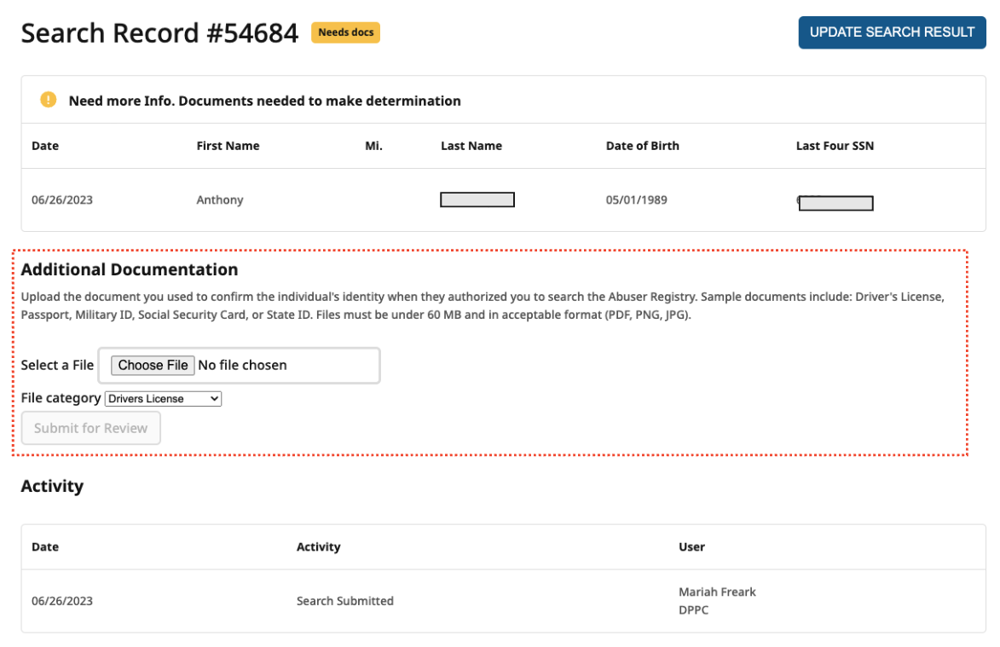 Search Record #54684 Needs docs UPDATE SEARCH RESULT
! Need more Info. Documents needed to make determination
Date First Name Mi. Last Name Date of Birth Last Four SSN
06/26/2023 Anthony 05/01/1989
Additional Documentation
Upload the document you used to confirm the individual's identity when they authorized you to search the Abuser Registry. Sample documents include: Driver's License,
Passport, Military ID, Social Security Card, or State ID. Files must be under 60 MB and in acceptable format (PDF, PNG, JPG).
Select a File Choose File No file chosen
File category Drivers License
Submit for Review
Activity
Date Activity User
06/26/2023 Search Submitted Mariah Freark
DPPC